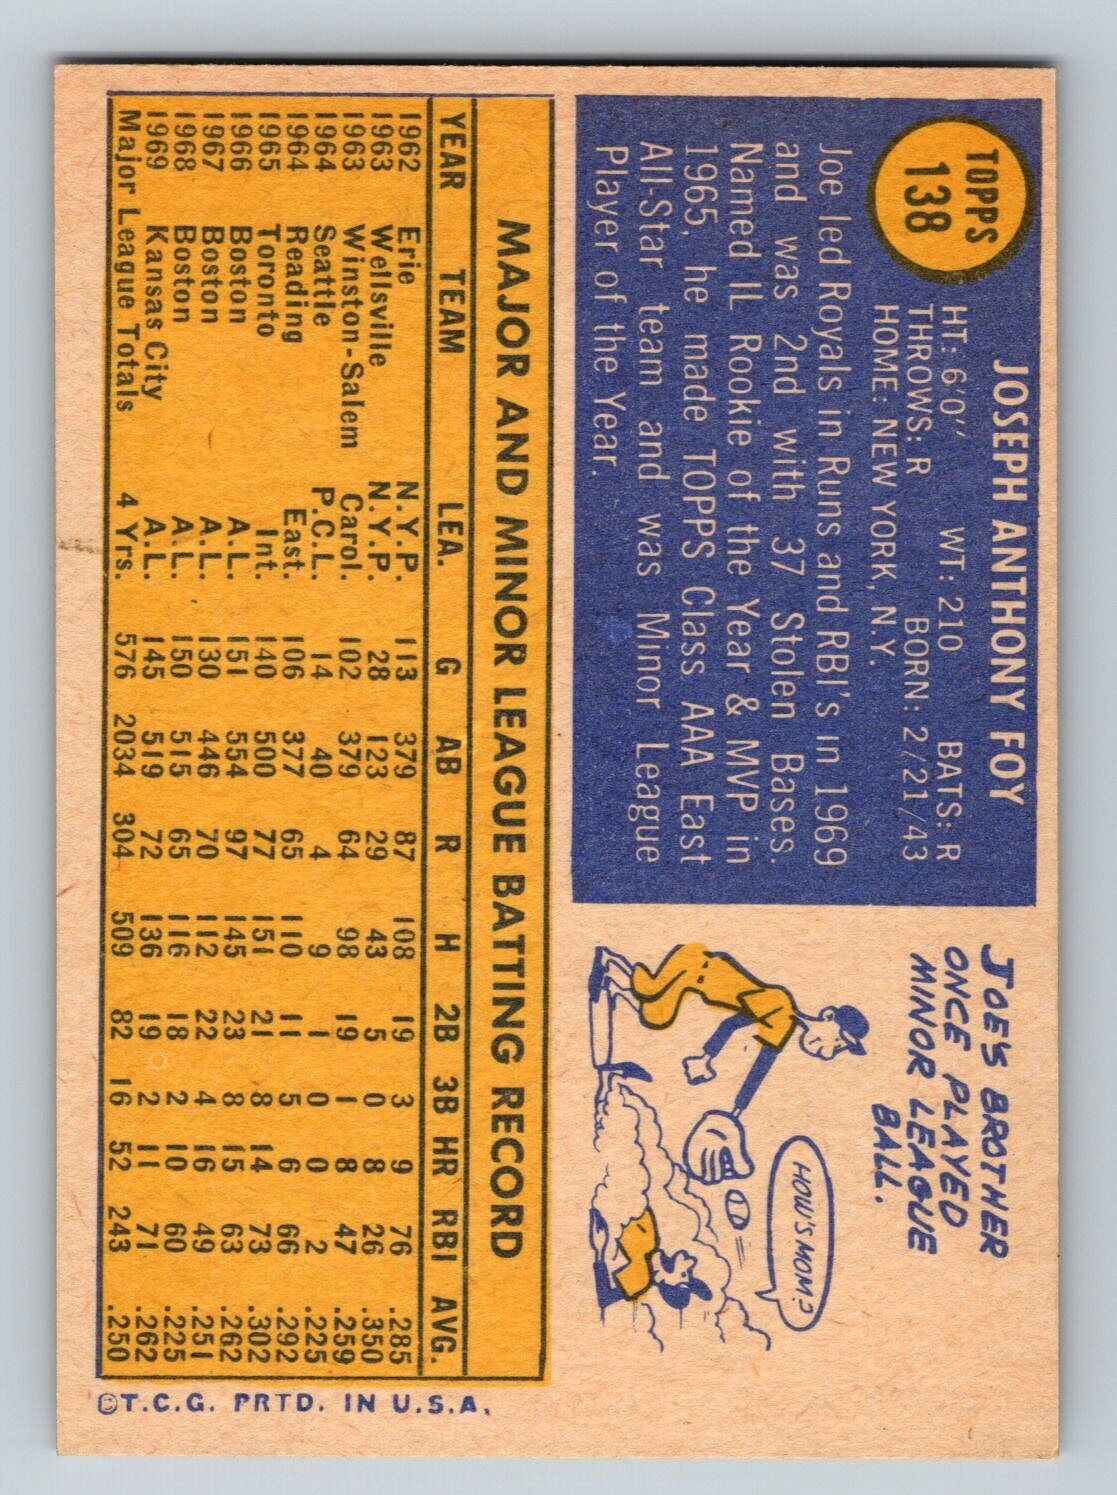 TOPPS
138
JOSEPH ANTHONY FOY
HT: 6'0" WT: 210 BATS: R
THROWS: R BORN: 2/21/43
HOME: NEW YORK, N.Y.
Joe led Royals in Runs and RBI's in 1969
and was 2nd with 37 Stolen Bases.
Named IL Rookie of the Year & MVP in
1965, he made TOPPS Class AAA East
All-Star team and was Minor League
Player of the Year.
JOE'S BROTHER
ONCE PLAYED
MINOR LEAGUE
BALL.
HOW'S MOM?
MAJOR AND MINOR LEAGUE BATTING RECORD
YEAR TEAM LEA. G AB R H 2B 3B HR RBI AVG.
1962 Erie N.Y.P. 113 379 87 108 19 3 9 76 .285
1963 Wellsville N.Y.P. 28 123 29 43 5 0 8 26 .350
1963 Winston-Salem Carol. 102 379 64 98 19 1 8 47 .259
1964 Seattle P.C.L. 14 40 4 9 1 0 0 2 .225
1964 Reading East. 106 377 65 110 11 5 6 66 .292
1965 Toronto Int. 140 500 77 151 21 8 14 73 .302
1966 Boston A.L. 151 554 97 145 23 8 15 63 .262
1967 Boston A.L. 130 446 70 112 22 4 16 49 .251
1968 Boston A.L. 150 515 65 116 18 2 10 60 .225
1969 Kansas City A.L. 145 519 72 136 19 2 11 71 .262
Major League Totals 4 Yrs. 576 2034 304 509 82 16 52 243 .250
©T.C.G. PRTD. IN U.S.A.